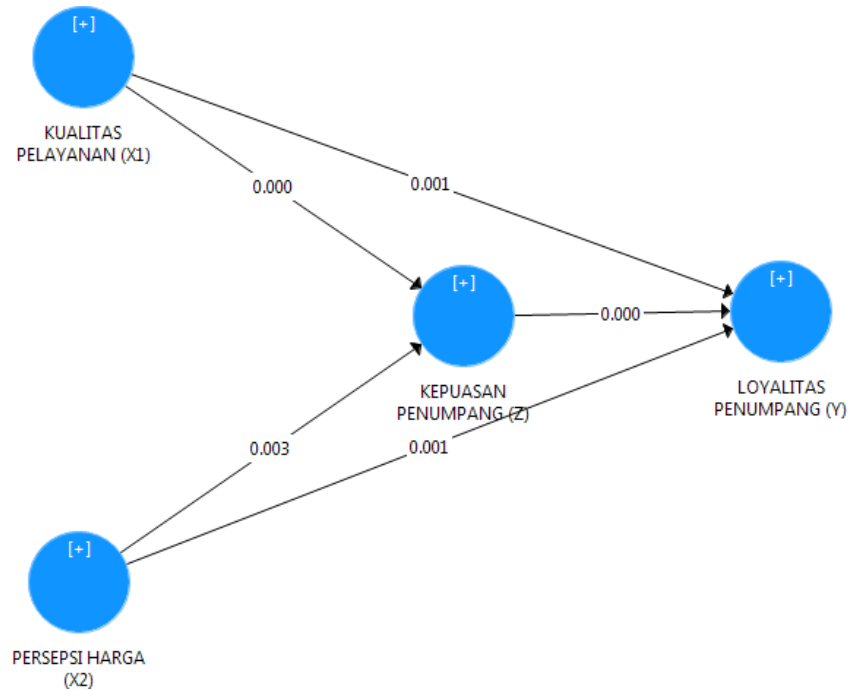 [+]
KUALITAS
PELAYANAN (X1)
0.000
0.001
[+]
KEPUASAN
PENUMPANG (Z)
0.000
[+]
LOYALITAS
PENUMPANG (Y)
0.003
0.001
[+]
PERSEPSI HARGA
(X2)